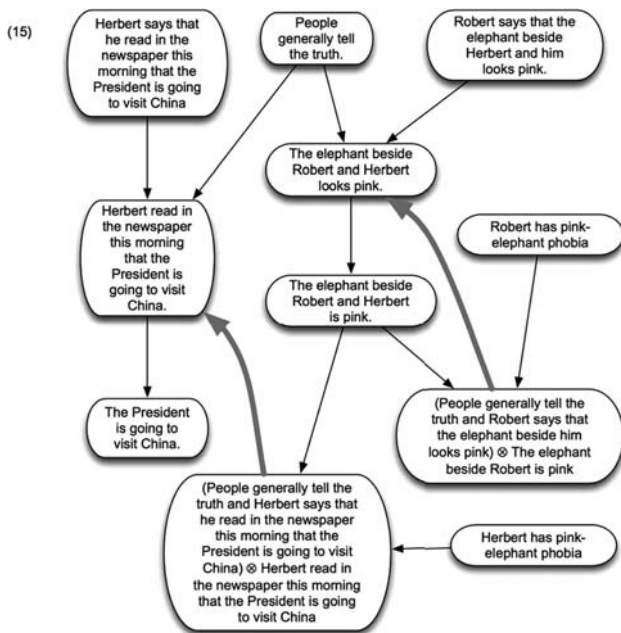 (15)
Herbert says that
he read in the
newspaper this
morning that the
President is going
to visit China
People
generally tell
the truth.
Robert says that the
elephant beside
Herbert and him
looks pink.
The elephant beside
Robert and Herbert
looks pink.
Herbert read in
the newspaper
this morning
that the
President is
going to visit
China.
Robert has pink-
elephant phobia
The elephant beside
Robert and Herbert
is pink.
The President
is going to
visit China.
(People generally tell the
truth and Robert says that
the elephant beside him
looks pink) ⊗ The elephant
beside Robert is pink
(People generally tell the
truth and Herbert says that
he read in the newspaper
this morning that the
President is going to visit
China) ⊗ Herbert read in
the newspaper this morning
that the President is going
to visit China
Herbert has pink-
elephant phobia